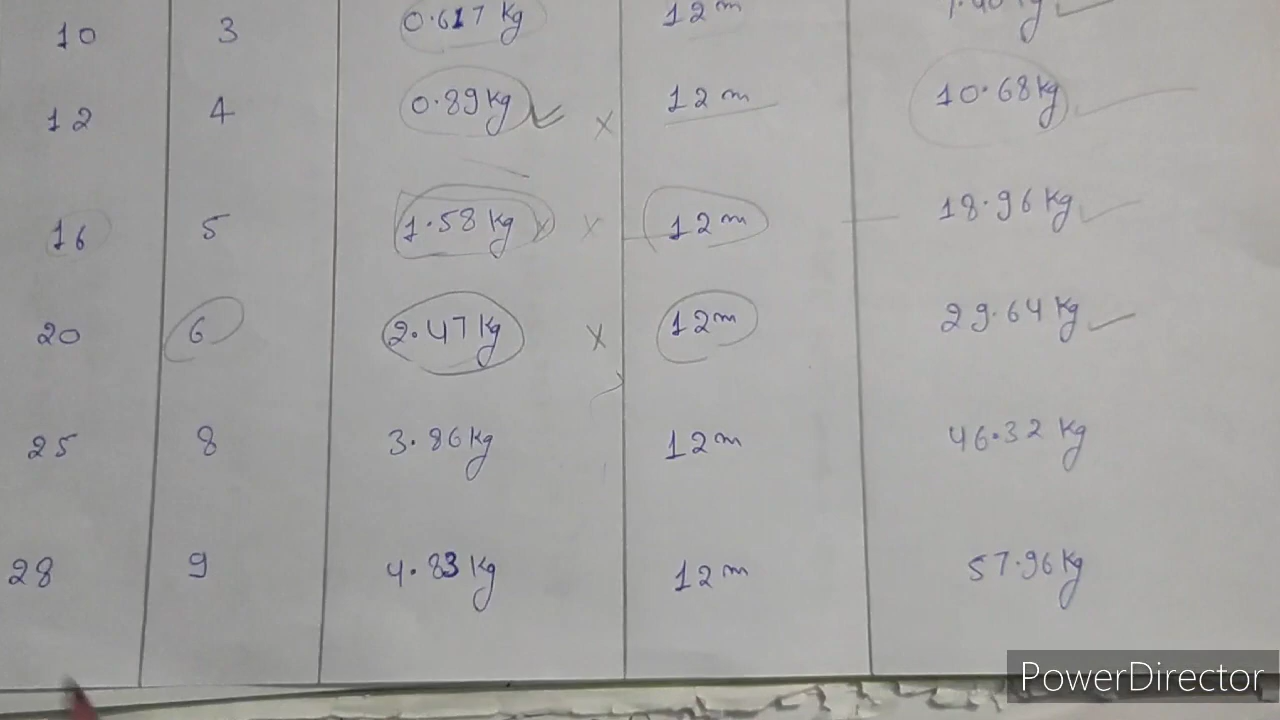 10 3 0.617 kg 12 m
12 4 0.89 kg x 12 m 10.68 kg
16 5 1.58 kg x 12 m 18.96 kg
20 6 2.47 kg x 12 m 29.64 kg
25 8 3.86 kg 12 m 46.32 kg
28 9 4.83 kg 12 m 57.96 kg
PowerDirector